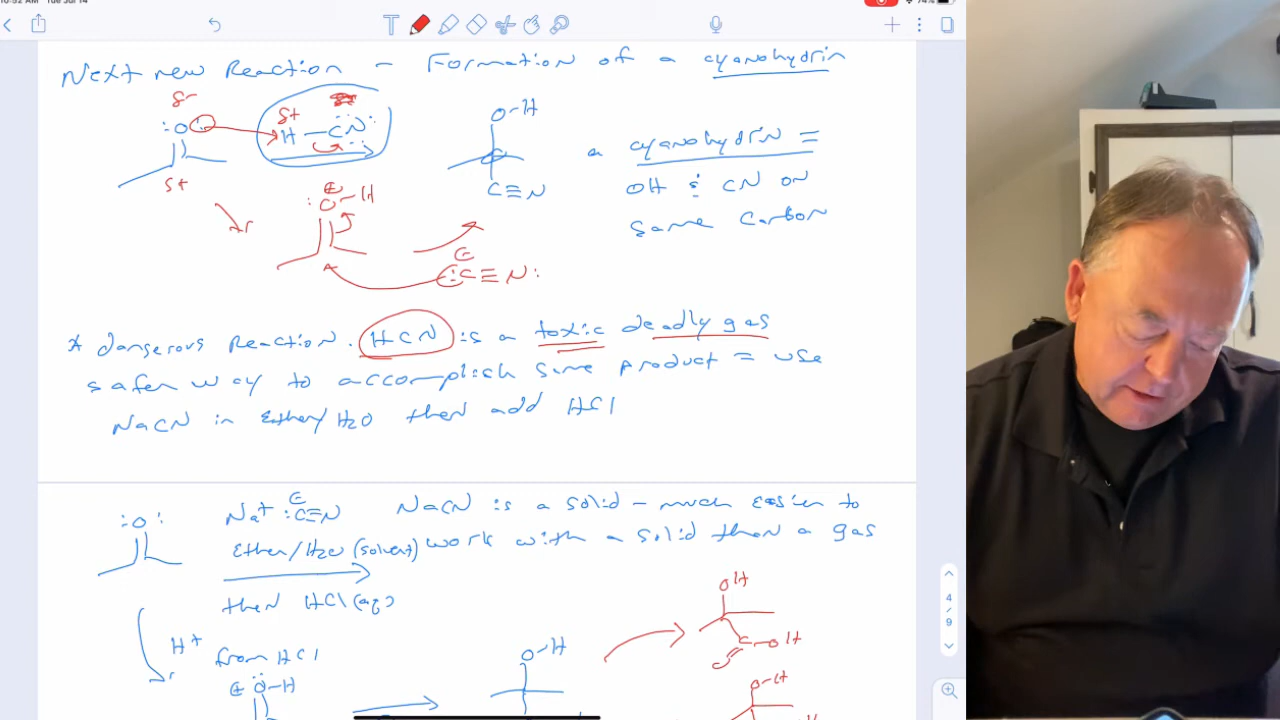 Next new Reaction - Formation of a cyanohydrin
δ- δ+
:O: H-CN:
δ+
O-H
C≡N
a cyanohydrin =
OH & CN on
same carbon
⊕
:O-H
⊖
:C≡N:
* dangerous Reaction. HCN is a toxic deadly gas
safer way to accomplish same product = use
NaCN in Ether/H2O then add HCl
:O: Na+ ⊖:C≡N NaCN is a solid - much easier to
Ether/H2O (solvent) work with a solid than a gas
then HCl (aq)
H+
from HCl
⊕ O-H
O-H
OH
C-OH
O
O-H
4
/
9